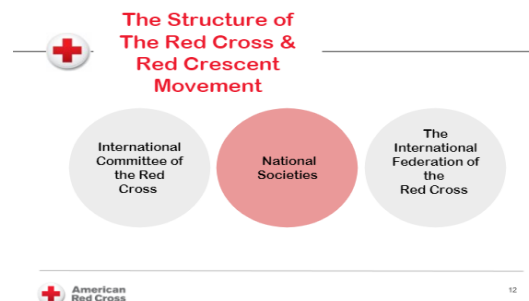 The Structure of
The Red Cross &
Red Crescent
Movement
International
Committee of
the Red
Cross
National
Societies
The
International
Federation of
the
Red Cross
American
Red Cross
12